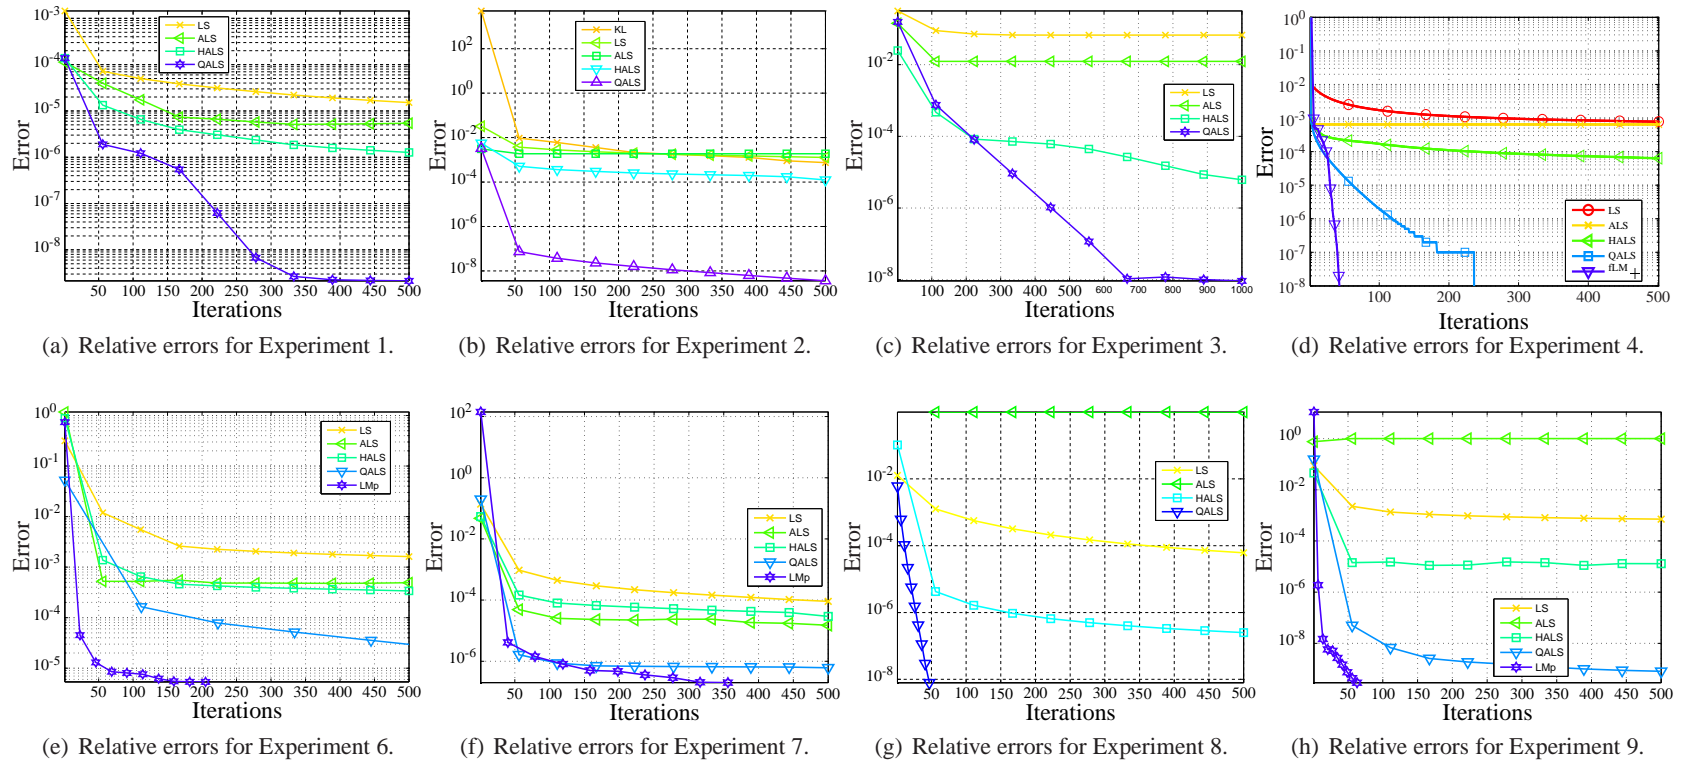 10^-3
10^-4
10^-5
10^-6
10^-7
10^-8
Error
LS
ALS
HALS
QALS
50 100 150 200 250 300 350 400 450 500
Iterations
(a) Relative errors for Experiment 1.
10^2
10^0
10^-2
10^-4
10^-6
10^-8
Error
KL
LS
ALS
HALS
QALS
50 100 150 200 250 300 350 400 450 500
Iterations
(b) Relative errors for Experiment 2.
10^-2
10^-4
10^-6
10^-8
Error
LS
ALS
HALS
QALS
100 200 300 400 500 600 700 800 900 1000
Iterations
(c) Relative errors for Experiment 3.
10^0
10^-1
10^-2
10^-3
10^-4
10^-5
10^-6
10^-7
10^-8
Error
LS
ALS
HALS
QALS
fLM+
100 200 300 400 500
Iterations
(d) Relative errors for Experiment 4.
10^0
10^-1
10^-2
10^-3
10^-4
10^-5
Error
LS
ALS
HALS
QALS
LMp
50 100 150 200 250 300 350 400 450 500
Iterations
(e) Relative errors for Experiment 6.
10^2
10^0
10^-2
10^-4
10^-6
Error
LS
ALS
HALS
QALS
LMp
50 100 150 200 250 300 350 400 450 500
Iterations
(f) Relative errors for Experiment 7.
10^-2
10^-4
10^-6
10^-8
Error
LS
ALS
HALS
QALS
50 100 150 200 250 300 350 400 450 500
Iterations
(g) Relative errors for Experiment 8.
10^0
10^-2
10^-4
10^-6
10^-8
Error
LS
ALS
HALS
QALS
LMp
50 100 150 200 250 300 350 400 450 500
Iterations
(h) Relative errors for Experiment 9.